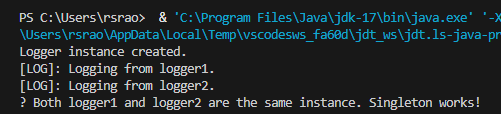 PS C:\Users\rsrao>  & 'C:\Program Files\Java\jdk-17\bin\java.exe' '-X
\Users\rsrao\AppData\Local\Temp\vscodesws_fa60d\jdt_ws\jdt.ls-java-pr
Logger instance created.
[LOG]: Logging from logger1.
[LOG]: Logging from logger2.
? Both logger1 and logger2 are the same instance. Singleton works!